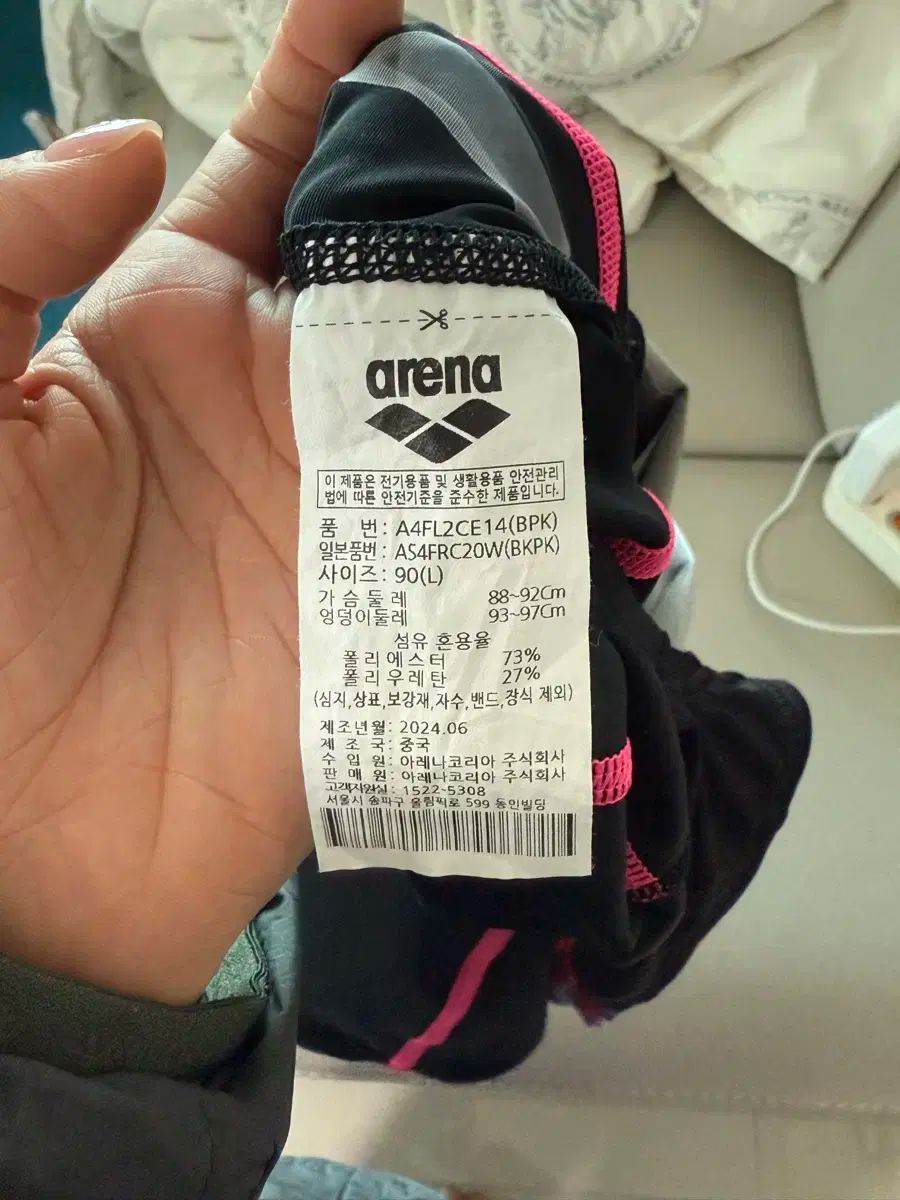 arena
이 제품은 전기용품 및 생활용품 안전관리
법에 따른 안전기준을 준수한 제품입니다.
품 번: A4FL2CE14(BPK)
일본품번: AS4FRC20W(BKPK)
사이즈: 90(L)
가슴둘레 88~92Cm
엉덩이둘레 93~97Cm
섬유 혼용율
폴리에스터 73%
폴리우레탄 27%
(심지,상표,보강재,자수,밴드,장식 제외)
제조년월: 2024.06
제 조 국: 중국
수 입 원: 아레나코리아 주식회사
판 매 원: 아레나코리아 주식회사
고객지원실: 1522-5308
서울시 송파구 올림픽로 599 동인빌딩